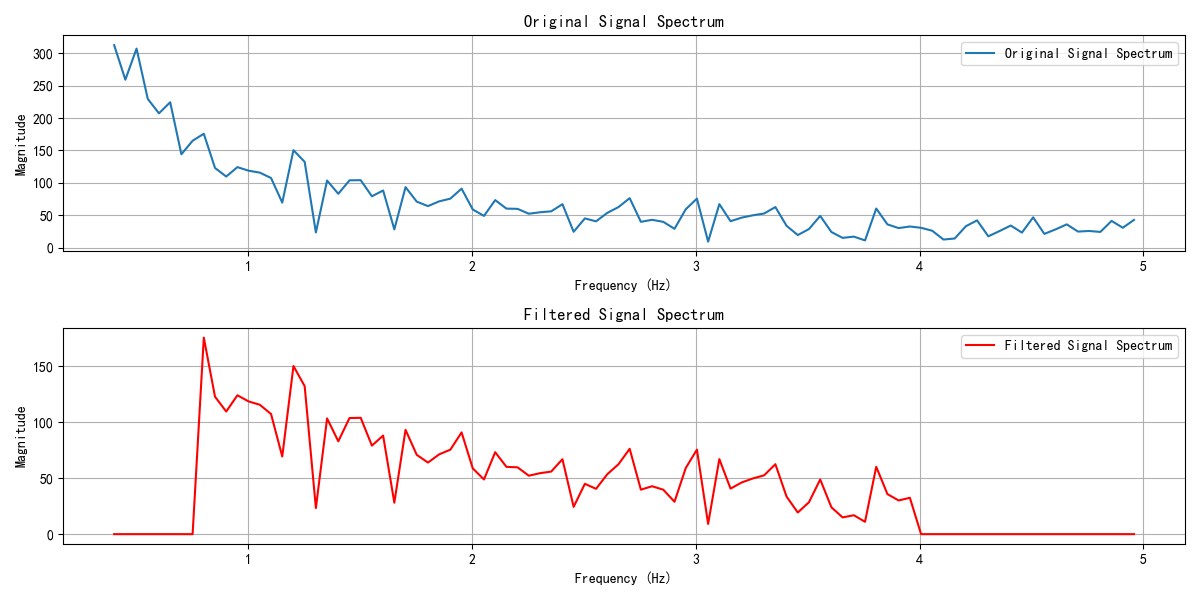 Original Signal Spectrum
Original Signal Spectrum
Magnitude
300
250
200
150
100
50
0
1 2 3 4 5
Frequency (Hz)
Filtered Signal Spectrum
Filtered Signal Spectrum
Magnitude
150
100
50
0
1 2 3 4 5
Frequency (Hz)